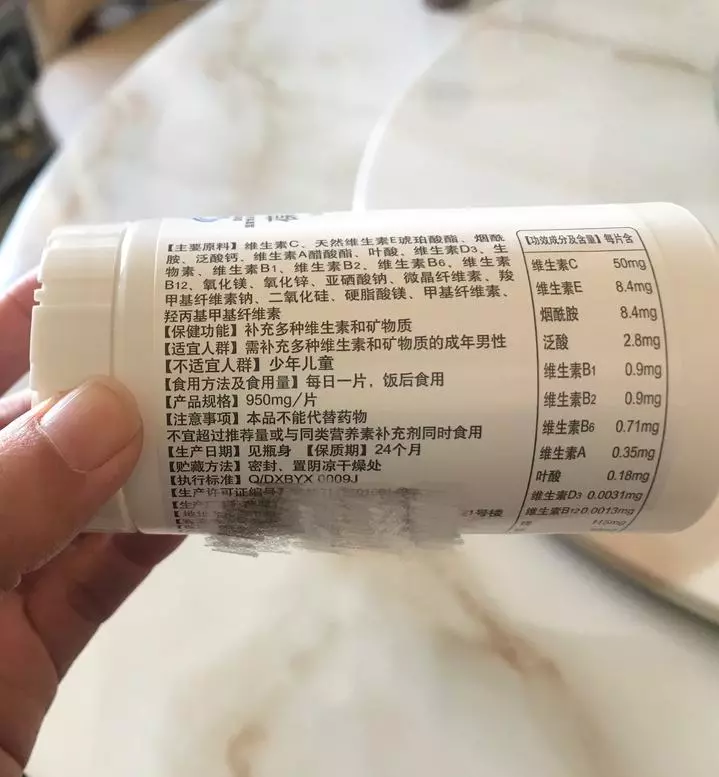 【主要原料】维生素C、天然维生素E琥珀酸酯、烟酰
胺、泛酸钙、维生素A醋酸酯、叶酸、维生素D3、生
物素、维生素B1、维生素B2、维生素B6、维生素
B12、氧化镁、氧化锌、亚硒酸钠、微晶纤维素、羧
甲基纤维素钠、二氧化硅、硬脂酸镁、甲基纤维素、
羟丙基甲基纤维素
【保健功能】补充多种维生素和矿物质
【适宜人群】需补充多种维生素和矿物质的成年男性
【不适宜人群】少年儿童
【食用方法及食用量】每日一片，饭后食用
【产品规格】950mg/片
【注意事项】本品不能代替药物
不宜超过推荐量或与同类营养素补充剂同时食用
【生产日期】见瓶身 【保质期】24个月
【贮藏方法】密封、置阴凉干燥处
【执行标准】Q/DXBYX 0009J
【生产许可证编号
1号楼
【功效成分及含量】每片含
维生素C 50mg
维生素E 8.4mg
烟酰胺 8.4mg
泛酸 2.8mg
维生素B1 0.9mg
维生素B2 0.9mg
维生素B6 0.71mg
维生素A 0.35mg
叶酸 0.18mg
维生素D3 0.0031mg
维生素B12 0.0013mg
115mg